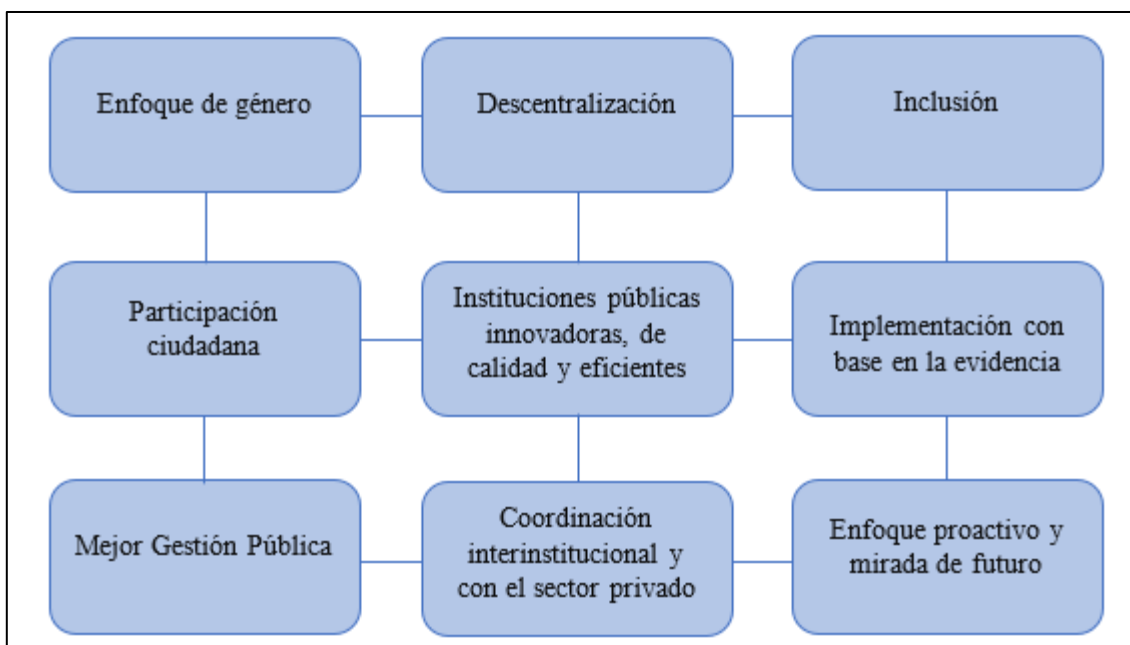 Enfoque de género
Descentralización
Inclusión
Participación
ciudadana
Instituciones públicas
innovadoras, de
calidad y eficientes
Implementación con
base en la evidencia
Mejor Gestión Pública
Coordinación
interinstitucional y
con el sector privado
Enfoque proactivo y
mirada de futuro